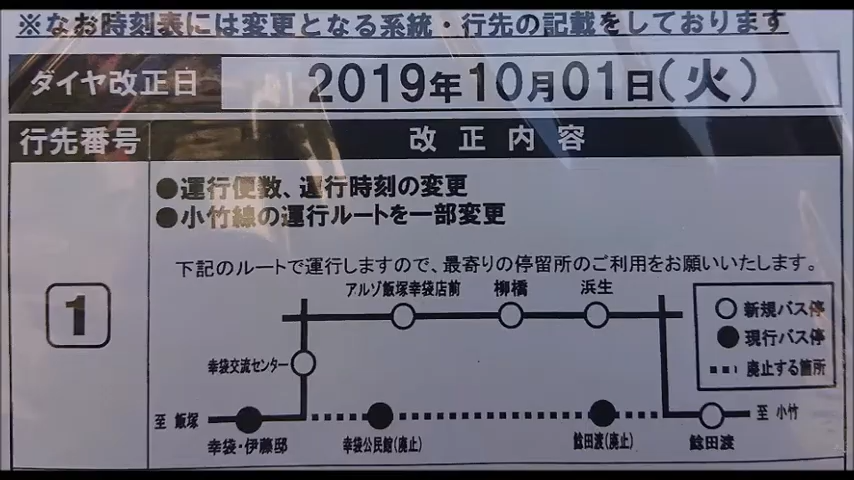 ※なお時刻表には変更となる系統・行先の記載をしております
ダイヤ改正日
2019年10月01日(火)
行先番号
改正内容
1
●運行便数、運行時刻の変更
●小竹線の運行ルートを一部変更
下記のルートで運行しますので、最寄りの停留所のご利用をお願いいたします。
アルゾ飯塚幸袋店前
柳橋
浜生
新規バス停
現行バス停
廃止する箇所
幸袋交流センター
至 飯塚
至 小竹
幸袋・伊藤邸
幸袋公民館(廃止)
鯰田渡(廃止)
鯰田渡